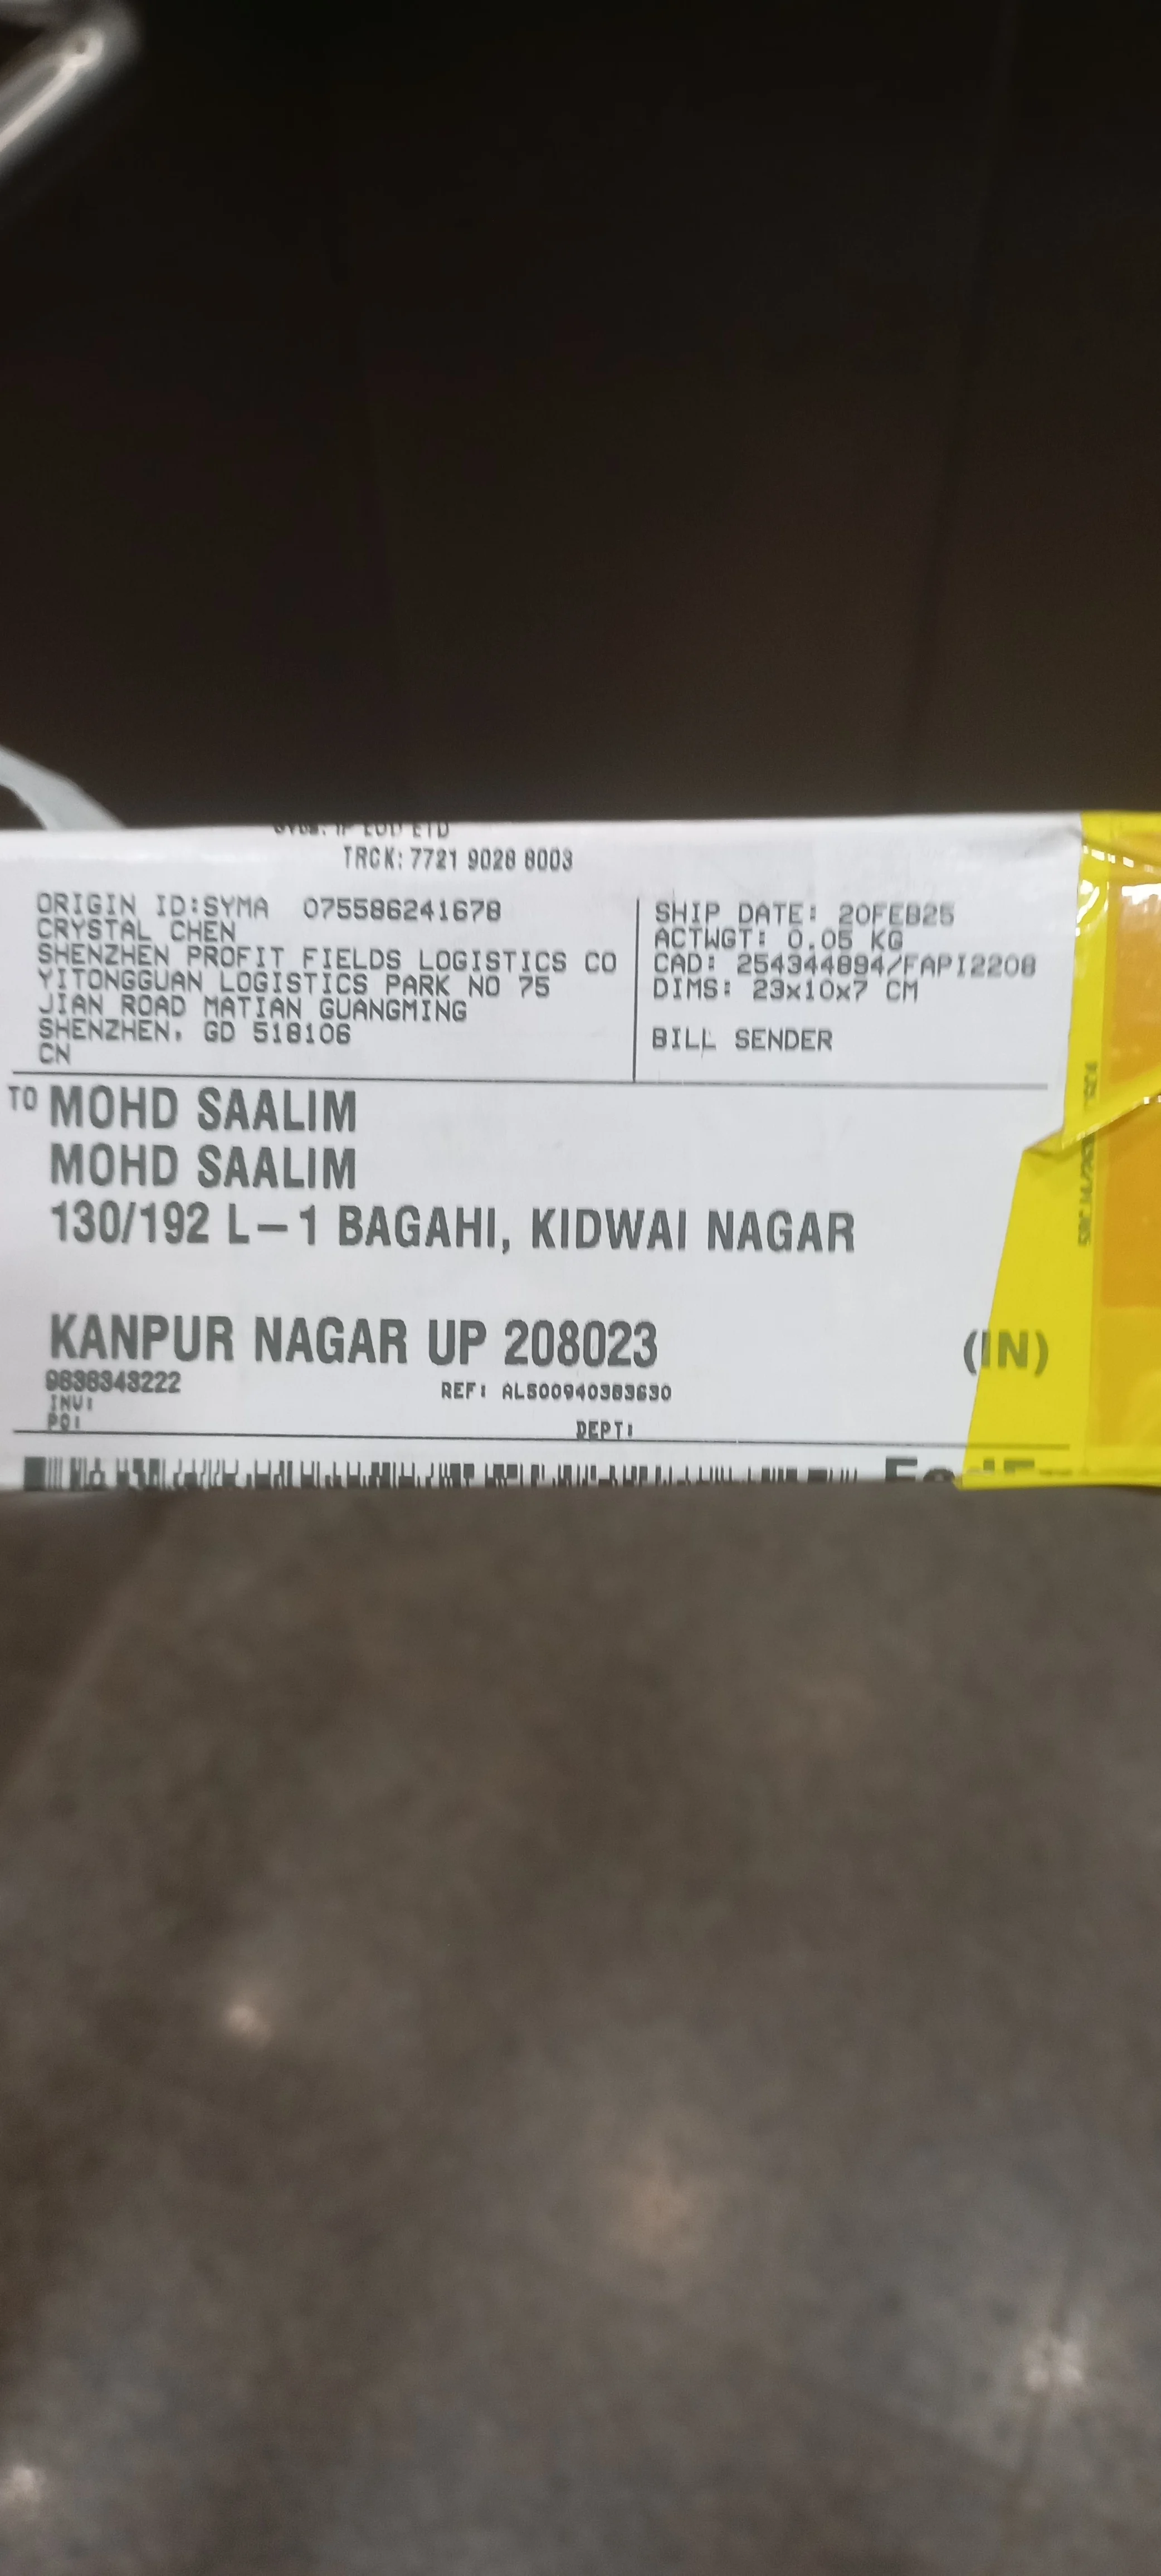 TRCK: 7721 9028 8003
ORIGIN ID:SYMA 075586241678
CRYSTAL CHEN
SHENZHEN PROFIT FIELDS LOGISTICS CO
YITONGGUAN LOGISTICS PARK NO 75
JIAN ROAD MATIAN GUANGMING
SHENZHEN, GD 518106
CN
SHIP DATE: 20FEB25
ACTWGT: 0.05 KG
CAD: 254344894/FAPI2208
DIMS: 23x10x7 CM
BILL SENDER
TO MOHD SAALIM
MOHD SAALIM
130/192 L-1 BAGAHI, KIDWAI NAGAR
KANPUR NAGAR UP 208023 (IN)
9838343222
REF: AL500940383630
INV:
PO:
DEPT: